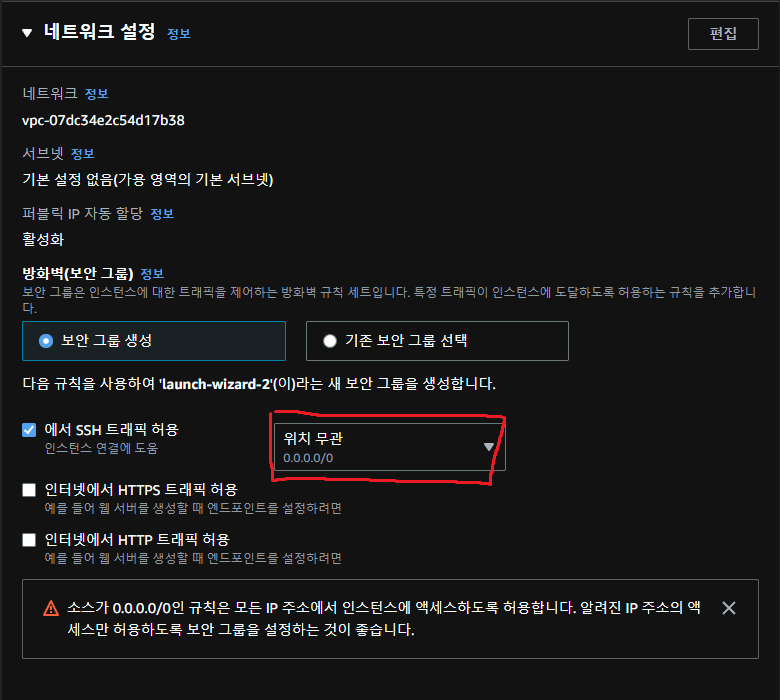 네트워크 설정 정보
편집
네트워크 정보
vpc-07dc34e2c54d17b38
서브넷 정보
기본 설정 없음(가용 영역의 기본 서브넷)
퍼블릭 IP 자동 할당 정보
활성화
방화벽(보안 그룹) 정보
보안 그룹은 인스턴스에 대한 트래픽을 제어하는 방화벽 규칙 세트입니다. 특정 트래픽이 인스턴스에 도달하도록 허용하는 규칙을 추가합니
다.
보안 그룹 생성
기존 보안 그룹 선택
다음 규칙을 사용하여 'launch-wizard-2'(이)라는 새 보안 그룹을 생성합니다.
에서 SSH 트래픽 허용
인스턴스 연결에 도움
위치 무관
0.0.0.0/0
인터넷에서 HTTPS 트래픽 허용
예를 들어 웹 서버를 생성할 때 엔드포인트를 설정하려면
인터넷에서 HTTP 트래픽 허용
예를 들어 웹 서버를 생성할 때 엔드포인트를 설정하려면
소스가 0.0.0.0/0인 규칙은 모든 IP 주소에서 인스턴스에 액세스하도록 허용합니다. 알려진 IP 주소의 액
세스만 허용하도록 보안 그룹을 설정하는 것이 좋습니다.